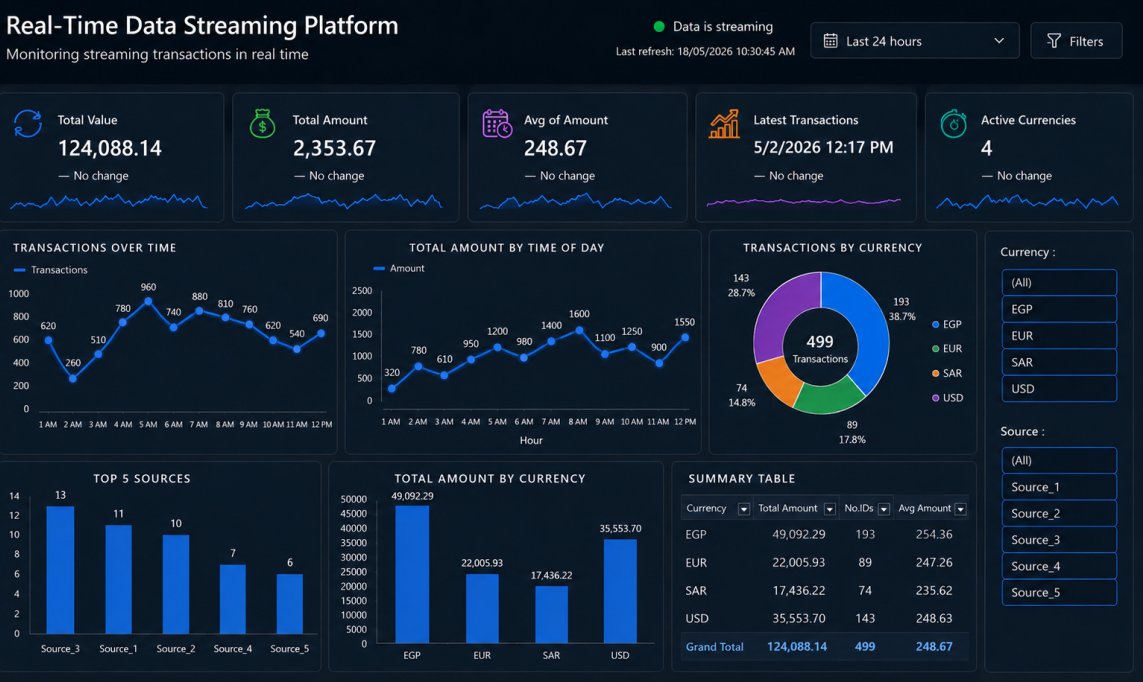 Real-Time Data Streaming Platform
Monitoring streaming transactions in real time
Data is streaming
Last refresh: 18/05/2026 10:30:45 AM
Last 24 hours
Filters
Total Value
124,088.14
— No change
Total Amount
2,353.67
— No change
Avg of Amount
248.67
— No change
Latest Transactions
5/2/2026 12:17 PM
— No change
Active Currencies
4
— No change
TRANSACTIONS OVER TIME
Transactions
1000
800
600
400
200
0
620
260
510
780
960
740
880
810
760
620
540
690
1 AM 2 AM 3 AM 4 AM 5 AM 6 AM 7 AM 8 AM 9 AM 10 AM 11 AM 12 PM
TOTAL AMOUNT BY TIME OF DAY
Amount
2500
2000
1500
1000
500
0
320
780
610
950
1200
980
1400
1600
1100
1250
900
1550
1 AM 2 AM 3 AM 4 AM 5 AM 6 AM 7 AM 8 AM 9 AM 10 AM 11 AM 12 PM
Hour
TRANSACTIONS BY CURRENCY
143
28.7%
193
38.7%
499
Transactions
74
14.8%
89
17.8%
EGP
EUR
SAR
USD
Currency :
(All)
EGP
EUR
SAR
USD
Source :
(All)
Source_1
Source_2
Source_3
Source_4
Source_5
TOP 5 SOURCES
14
12
10
8
6
4
2
0
13
11
10
7
6
Source_3 Source_1 Source_2 Source_4 Source_5
TOTAL AMOUNT BY CURRENCY
50000
45000
40000
35000
30000
25000
20000
15000
10000
5000
0
49,092.29
22,005.93
17,436.22
35,553.70
EGP EUR SAR USD
SUMMARY TABLE
Currency Total Amount No.IDs Avg Amount
EGP 49,092.29 193 254.36
EUR 22,005.93 89 247.26
SAR 17,436.22 74 235.62
USD 35,553.70 143 248.63
Grand Total 124,088.14 499 248.67